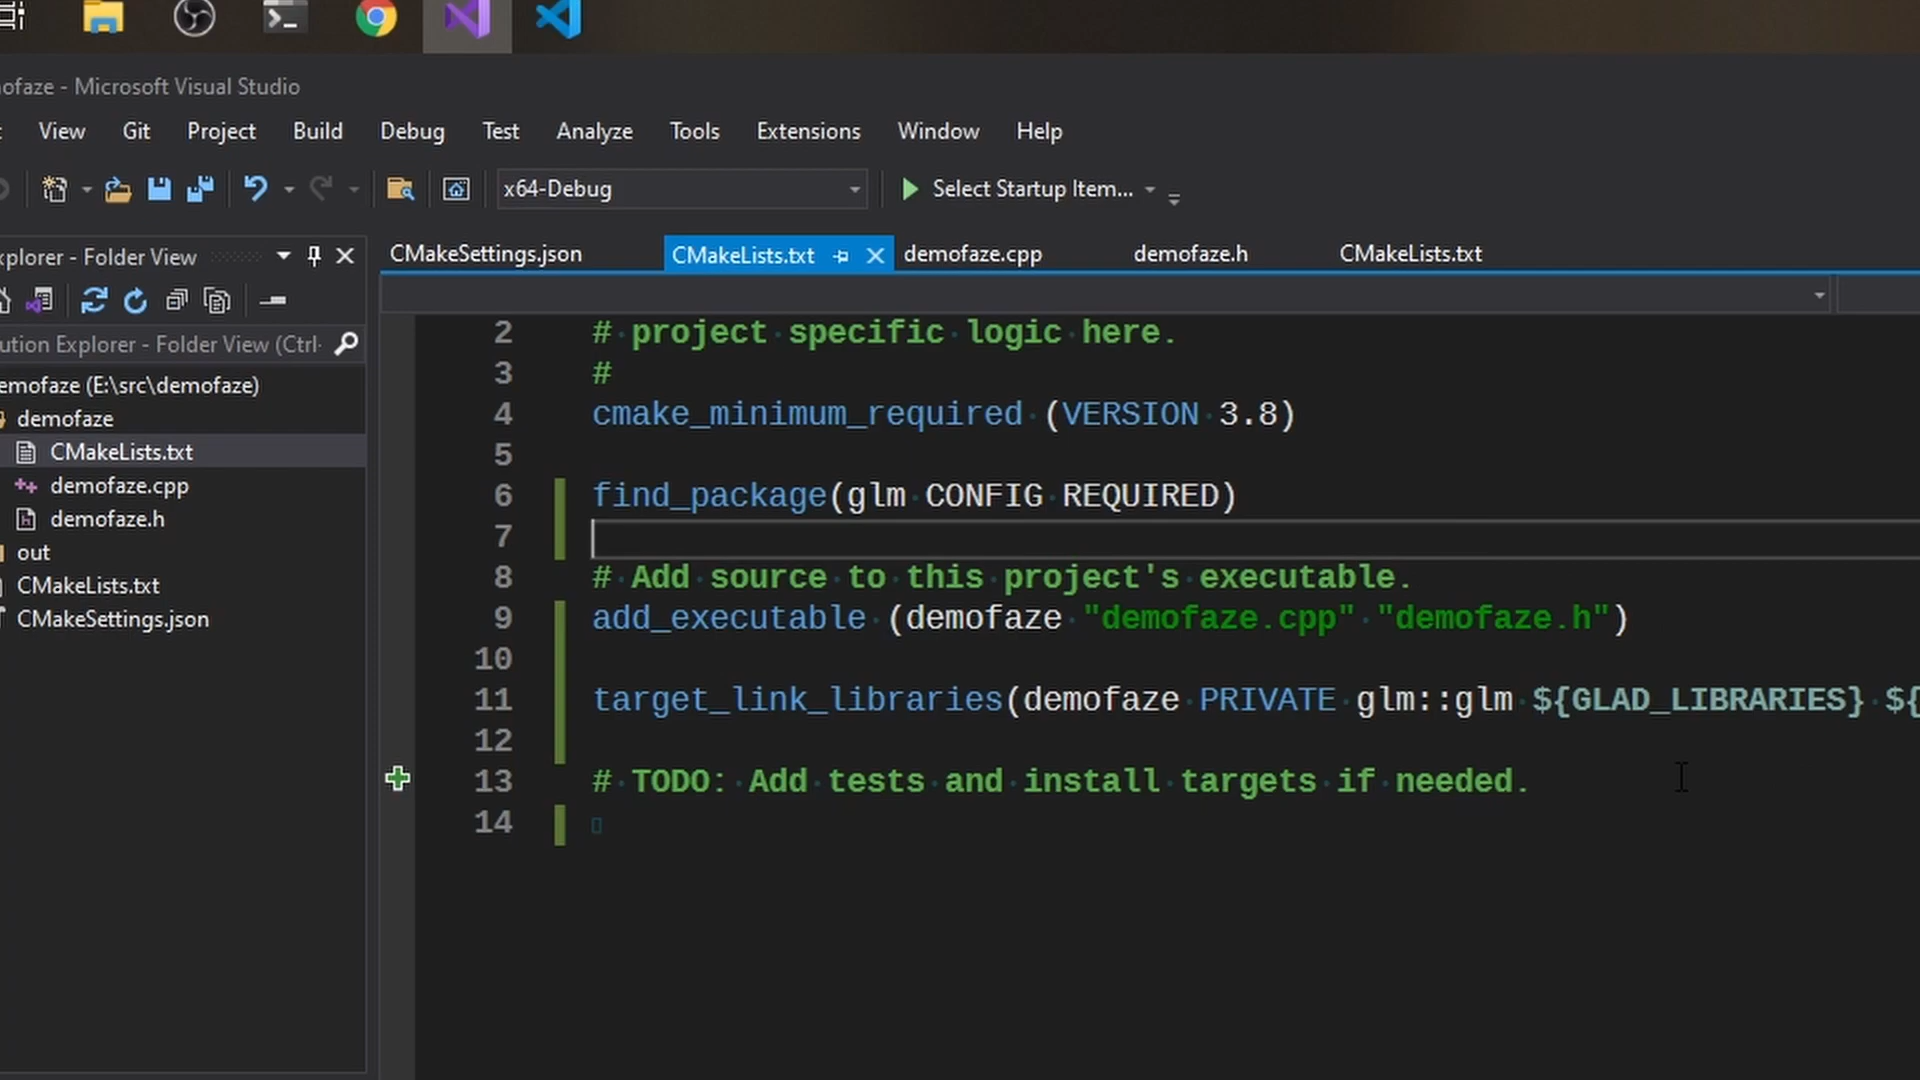 ofaze - Microsoft Visual Studio
View Git Project Build Debug Test Analyze Tools Extensions Window Help
x64-Debug Select Startup Item...
xplorer - Folder View
CMakeSettings.json CMakeLists.txt demofaze.cpp demofaze.h CMakeLists.txt
ution Explorer - Folder View (Ctrl-
emofaze (E:\src\demofaze)
demofaze
CMakeLists.txt
demofaze.cpp
demofaze.h
out
CMakeLists.txt
CMakeSettings.json
2 # project specific logic here.
3 #
4 cmake_minimum_required (VERSION 3.8)
5
6 find_package(glm CONFIG REQUIRED)
7
8 # Add source to this project's executable.
9 add_executable (demofaze "demofaze.cpp" "demofaze.h")
10
11 target_link_libraries(demofaze PRIVATE glm::glm ${GLAD_LIBRARIES} ${
12
13 # TODO: Add tests and install targets if needed.
14